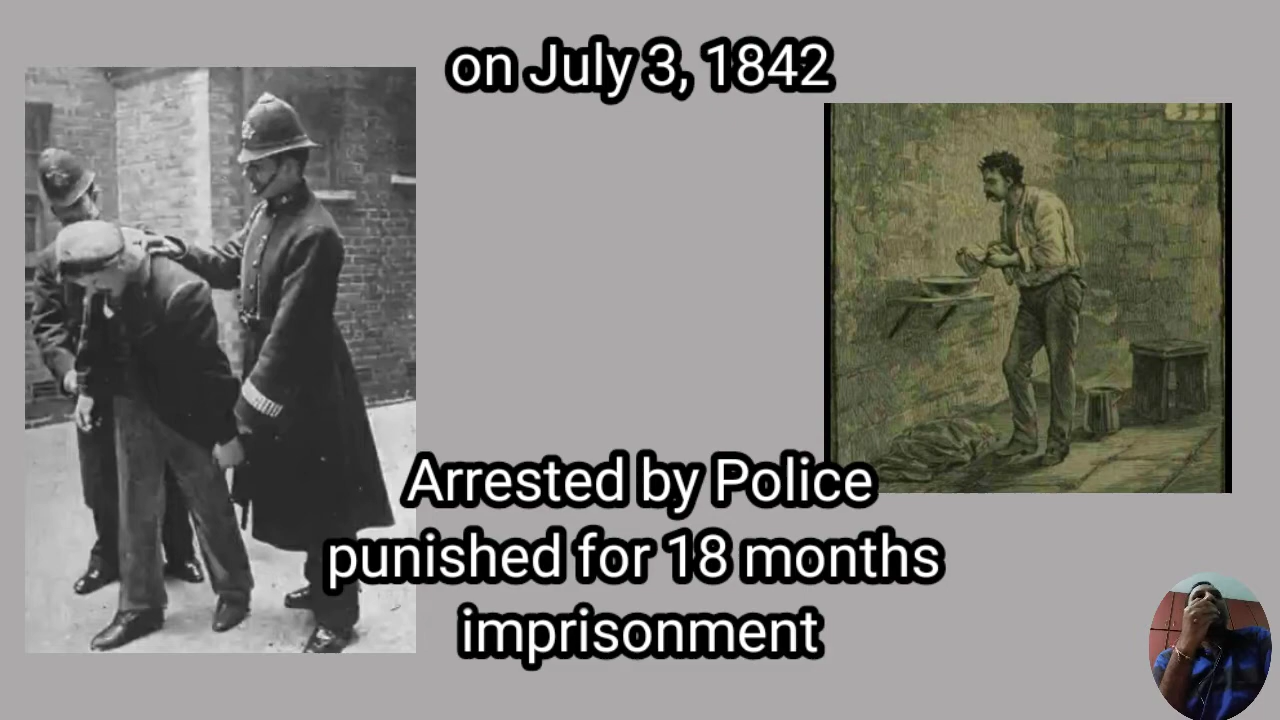 on July 3, 1842
Arrested by Police
punished for 18 months
imprisonment